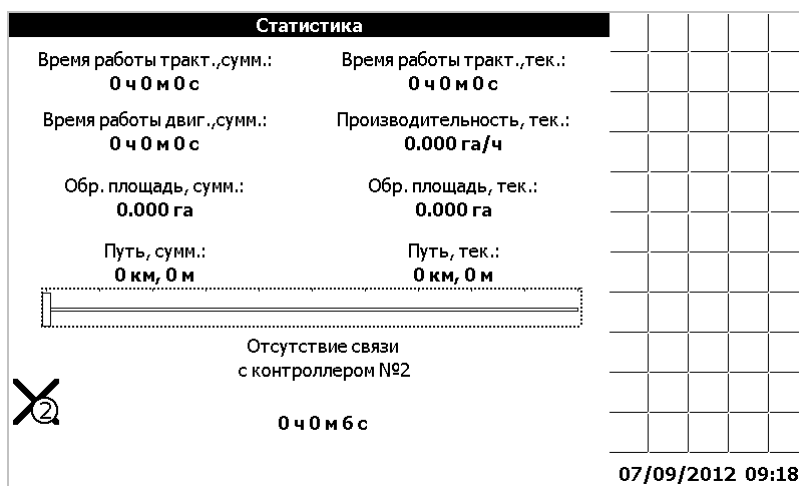 Статистика
Время работы тракт.,сумм.:
0 ч 0 м 0 с
Время работы тракт.,тек.:
0 ч 0 м 0 с
Время работы двиг.,сумм.:
0 ч 0 м 0 с
Производительность, тек.:
0.000 га/ч
Обр. площадь, сумм.:
0.000 га
Обр. площадь, тек.:
0.000 га
Путь, сумм.:
0 км, 0 м
Путь, тек.:
0 км, 0 м
Отсутствие связи
с контроллером №2
2
0 ч 0 м 6 с
07/09/2012 09:18